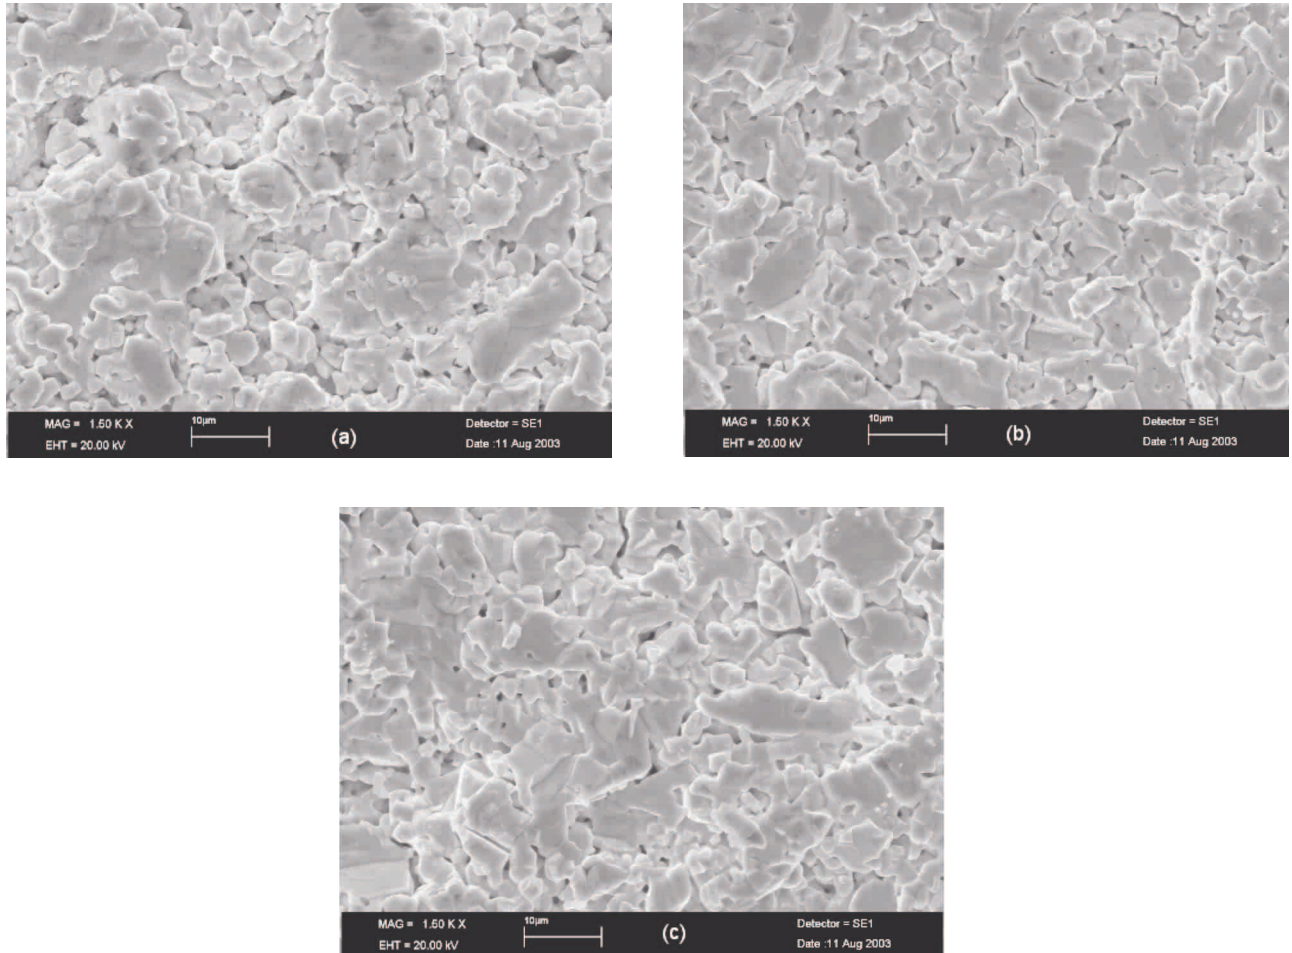 MAG = 1.50 K X 10µm Detector = SE1
EHT = 20.00 kV (a) Date :11 Aug 2003
MAG = 1.50 K X 10µm Detector = SE1
EHT = 20.00 kV (b) Date :11 Aug 2003
MAG = 1.50 K X 10µm Detector = SE1
EHT = 20.00 kV (c) Date :11 Aug 2003